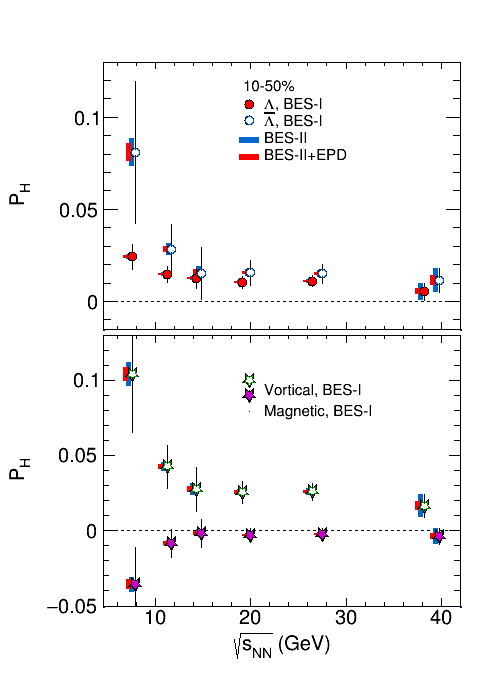 10-50%
Λ, BES-I
Λ̅, BES-I
BES-II
BES-II+EPD
P_H
0.1
0.05
0
Vortical, BES-I
Magnetic, BES-I
P_H
0.1
0.05
0
−0.05
10 20 30 40
√s_NN (GeV)